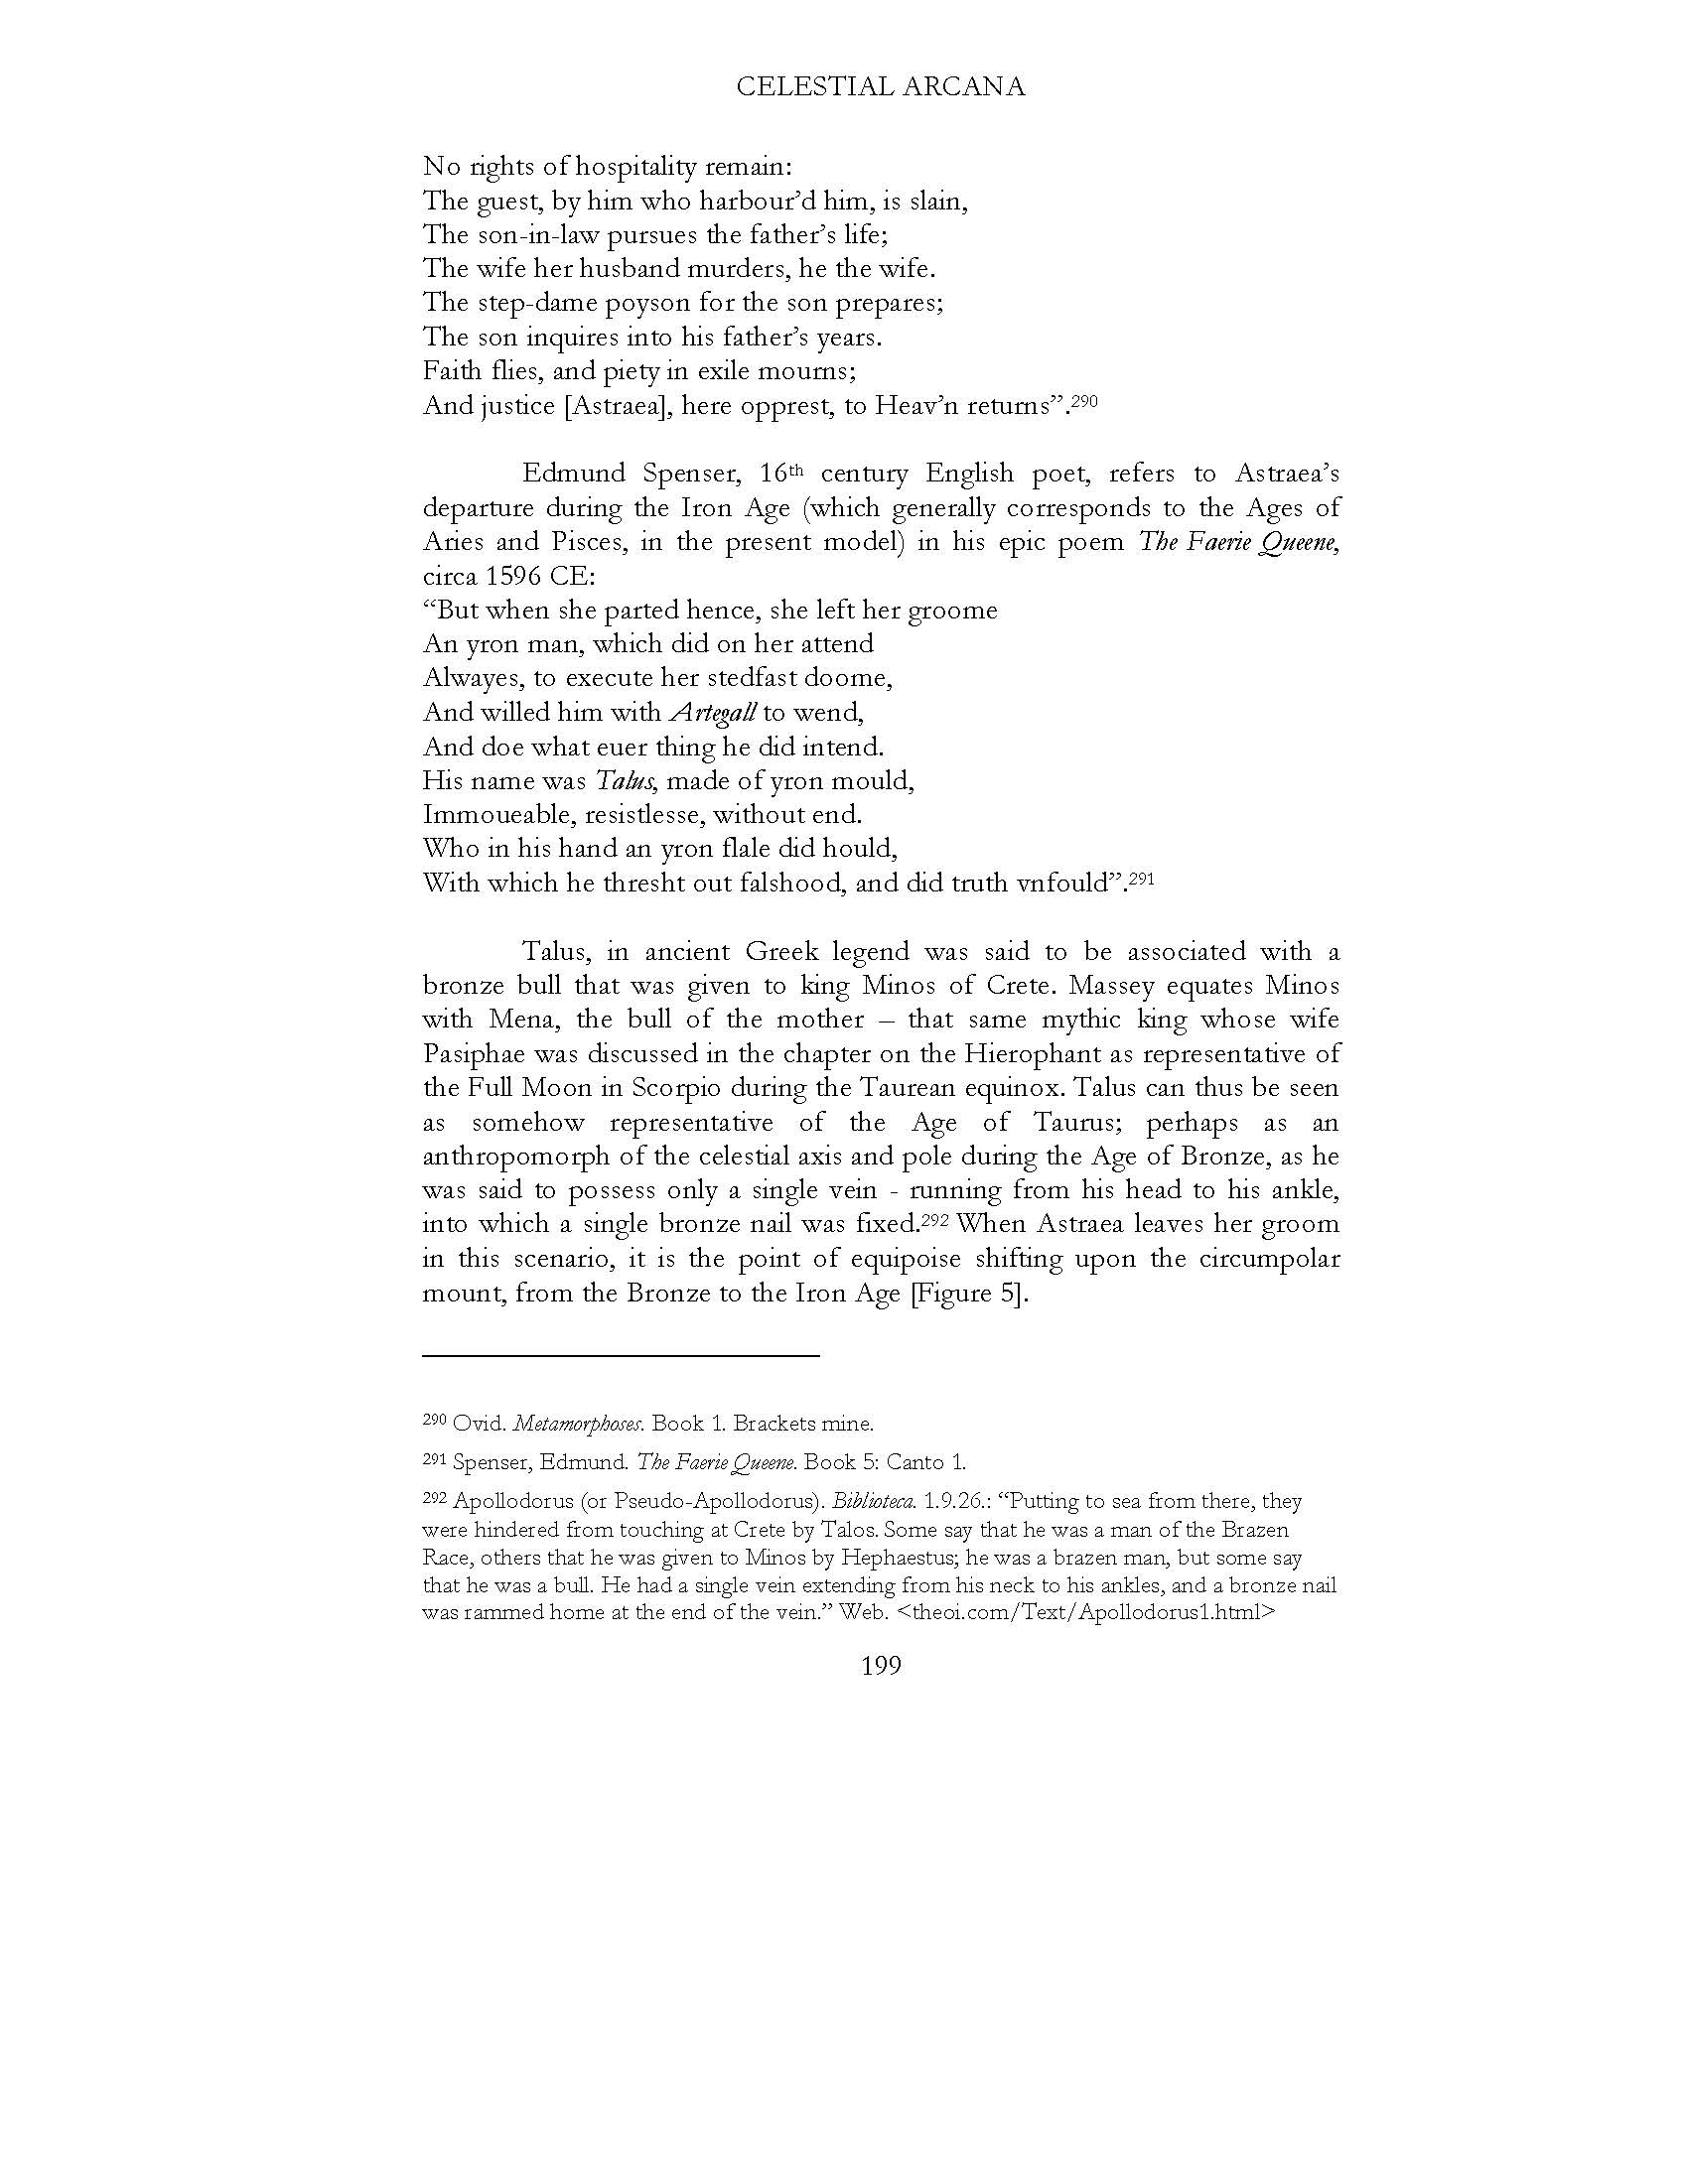 CELESTIAL ARCANA
No rights of hospitality remain:
The guest, by him who harbour’d him, is slain,
The son-in-law pursues the father’s life;
The wife her husband murders, he the wife.
The step-dame poyson for the son prepares;
The son inquires into his father’s years.
Faith flies, and piety in exile mourns;
And justice [Astraea], here opprest, to Heav’n returns”.290
Edmund Spenser, 16th century English poet, refers to Astraea’s
departure during the Iron Age (which generally corresponds to the Ages of
Aries and Pisces, in the present model) in his epic poem The Faerie Queene,
circa 1596 CE:
“But when she parted hence, she left her groome
An yron man, which did on her attend
Alwayes, to execute her stedfast doome,
And willed him with Artegall to wend,
And doe what euer thing he did intend.
His name was Talus, made of yron mould,
Immoueable, resistlesse, without end.
Who in his hand an yron flale did hould,
With which he thresht out falshood, and did truth vnfould”.291
Talus, in ancient Greek legend was said to be associated with a
bronze bull that was given to king Minos of Crete. Massey equates Minos
with Mena, the bull of the mother – that same mythic king whose wife
Pasiphae was discussed in the chapter on the Hierophant as representative of
the Full Moon in Scorpio during the Taurean equinox. Talus can thus be seen
as somehow representative of the Age of Taurus; perhaps as an
anthropomorph of the celestial axis and pole during the Age of Bronze, as he
was said to possess only a single vein - running from his head to his ankle,
into which a single bronze nail was fixed.292 When Astraea leaves her groom
in this scenario, it is the point of equipoise shifting upon the circumpolar
mount, from the Bronze to the Iron Age [Figure 5].
290 Ovid. Metamorphoses. Book 1. Brackets mine.
291 Spenser, Edmund. The Faerie Queene. Book 5: Canto 1.
292 Apollodorus (or Pseudo-Apollodorus). Biblioteca. 1.9.26.: “Putting to sea from there, they
were hindered from touching at Crete by Talos. Some say that he was a man of the Brazen
Race, others that he was given to Minos by Hephaestus; he was a brazen man, but some say
that he was a bull. He had a single vein extending from his neck to his ankles, and a bronze nail
was rammed home at the end of the vein.” Web. <theoi.com/Text/Apollodorus1.html>
199